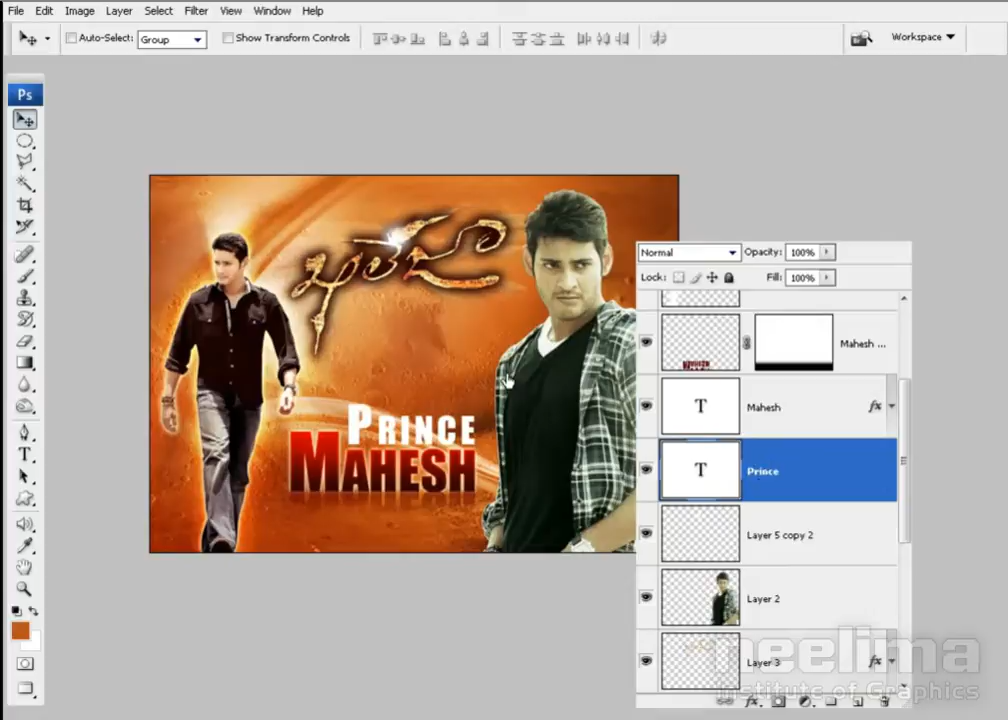 File Edit Image Layer Select Filter View Window Help
Auto-Select: Group Show Transform Controls Workspace
Ps
ఖలేజా
PRINCE
MAHESH
Normal Opacity: 100%
Lock: Fill: 100%
Mahesh ...
T Mahesh fx
T Prince
Layer 5 copy 2
Layer 2
Layer 3 fx
neelima
institute of Graphics
T